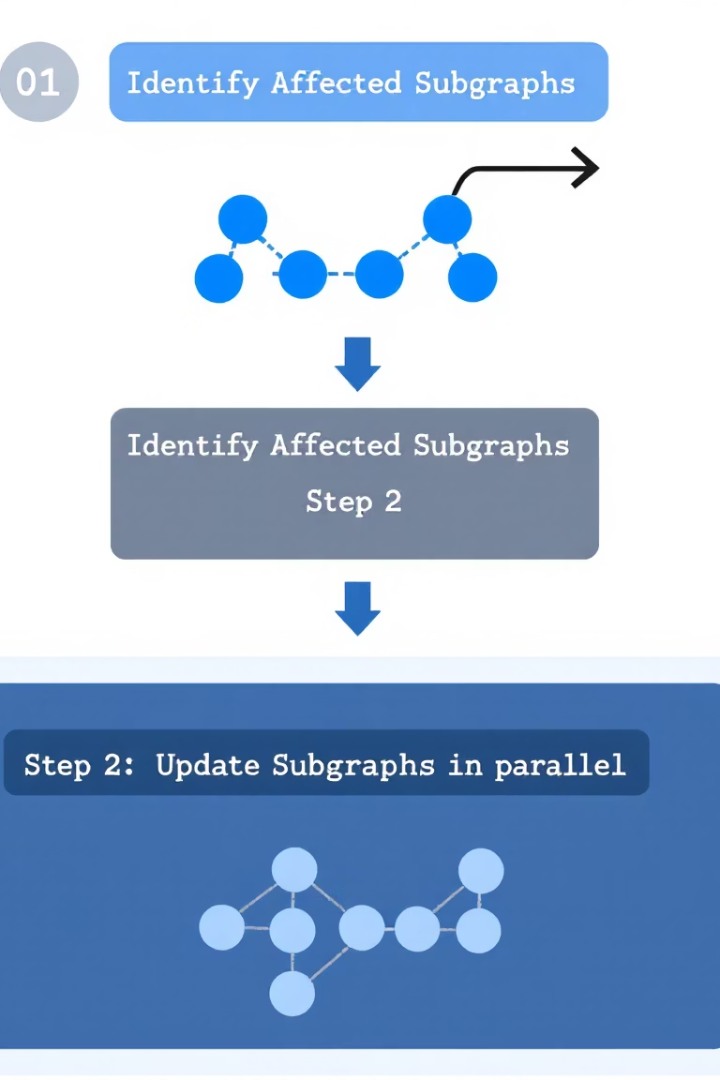 01
Identify Affected Subgraphs
Identify Affected Subgraphs
Step 2
Step 2: Update Subgraphs in parallel